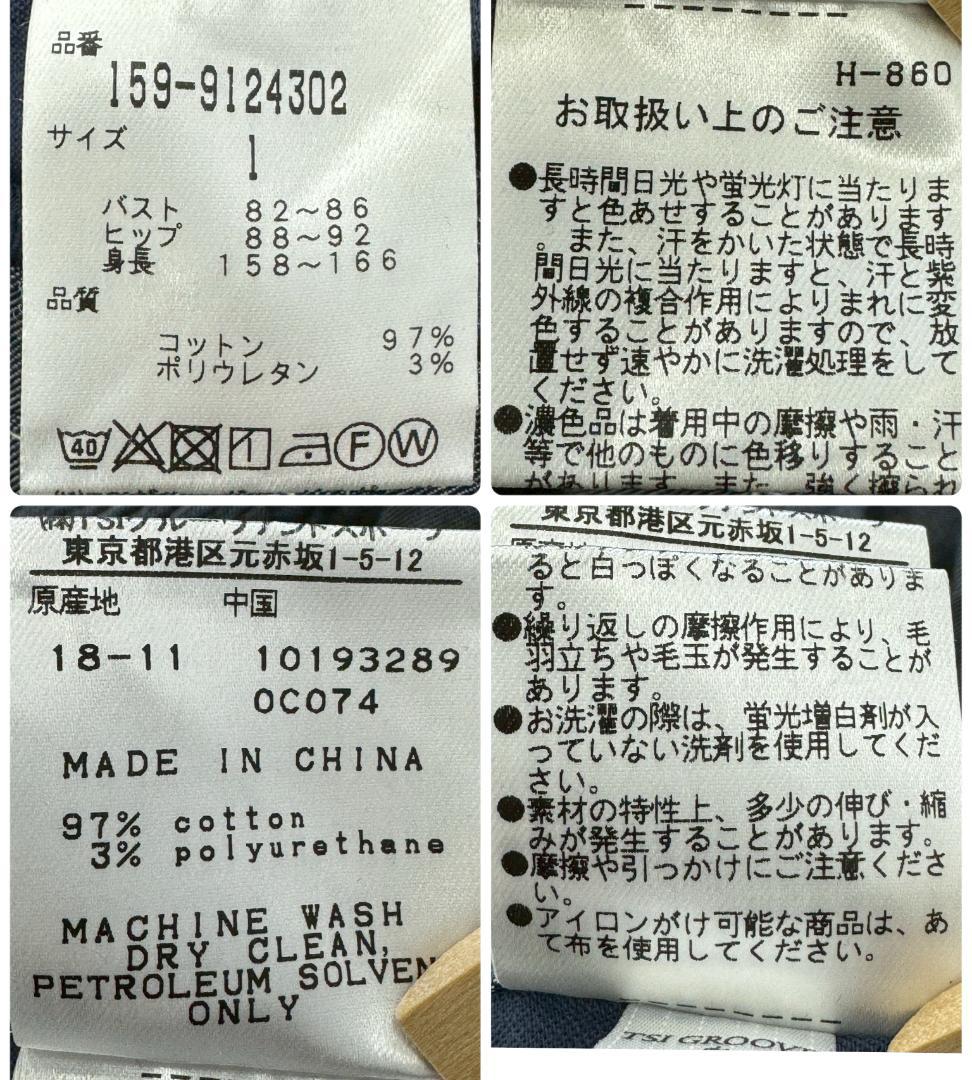 品番
159-9124302
サイズ
1
バスト 82～86
ヒップ 88～92
身長 158～166
品質
コットン 97%
ポリウレタン 3%
40 1 F W
H-860
お取扱い上のご注意
●長時間日光や蛍光灯に当たりま
すと色あせすることがあります
。また、汗をかいた状態で長時
間日光に当たりますと、汗と紫
外線の複合作用によりまれに変
色することがありますので、放
置せず速やかに洗濯処理をして
ください。
●濃色品は着用中の摩擦や雨・汗
等で他のものに色移りすること
があります。また、強く擦られ
東京都港区元赤坂1-5-12
原産地 中国
18-11 10193289
0C074
MADE IN CHINA
97% cotton
3% polyurethane
MACHINE WASH
DRY CLEAN,
PETROLEUM SOLVEN
ONLY
東京都港区元赤坂1-5-12
ると白っぽくなることがありま
す。
●繰り返しの摩擦作用により、毛
羽立ちや毛玉が発生することが
あります。
●お洗濯の際は、蛍光増白剤が入
っていない洗剤を使用してくだ
さい。
●素材の特性上、多少の伸び・縮
みが発生することがあります。
●摩擦や引っかけにご注意くださ
い。
●アイロンがけ可能な商品は、あ
て布を使用してください。
TSI GROOV